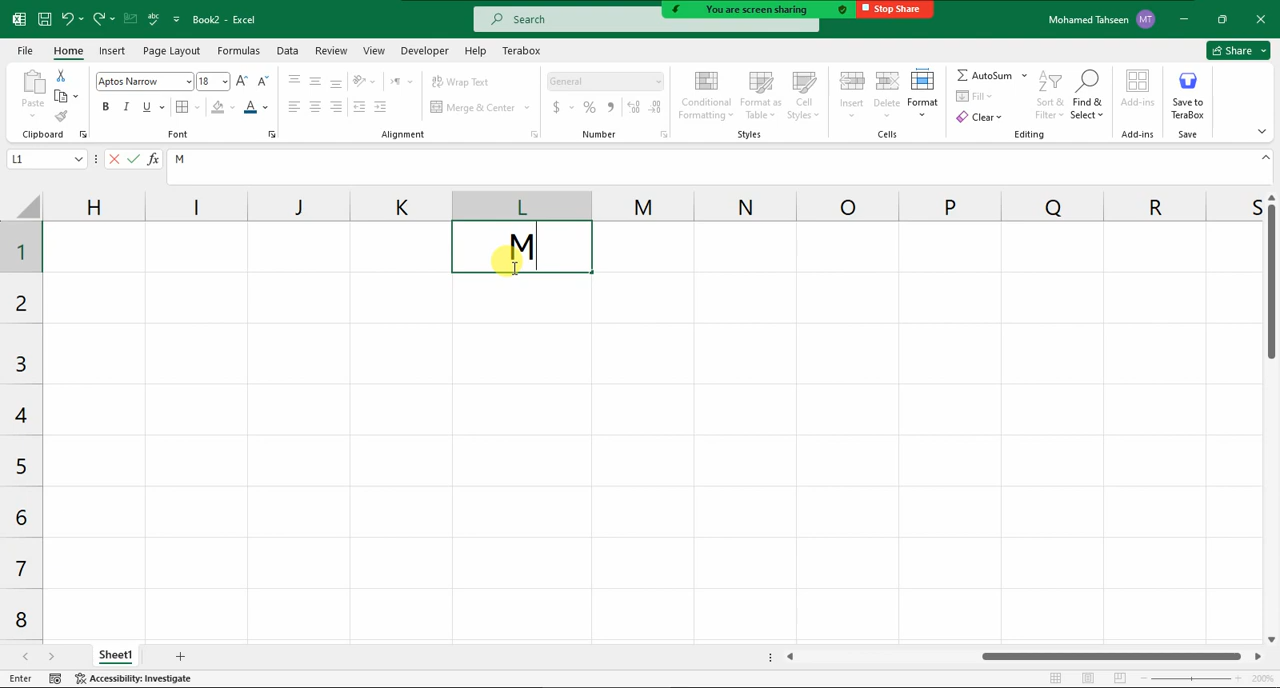 You are screen sharing Stop Share
Book2 - Excel Search Mohamed Tahseen MT
File Home Insert Page Layout Formulas Data Review View Developer Help Terabox Share
Paste Aptos Narrow 18 Wrap Text General Conditional Formatting Format as Table Cell Styles Insert Delete Format AutoSum Sort & Filter Find & Select Add-ins Save to TeraBox
B I U Merge & Center $ % Fill Clear
Clipboard Font Alignment Number Styles Cells Editing Add-ins Save
L1 fx M
H I J K L M N O P Q R S
1 M
2
3
4
5
6
7
8
Sheet1
Enter Accessibility: Investigate 200%